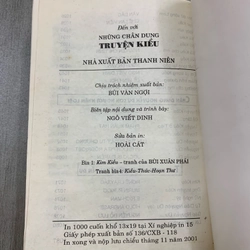 Đến với
NHỮNG CHÂN DUNG
TRUYỆN KIỀU
NHÀ XUẤT BẢN THANH NIÊN
Chịu trách nhiệm xuất bản:
BÙI VĂN NGỢI
Biên tập nội dung và trình bày:
NGÔ VIẾT DINH
Sửa bản in:
HOÀI CÁT
Bìa 1: Kim Kiều - tranh của BÙI XUÂN PHÁI
Tranh bìa 4: Kiều-Thúc-Hoạn Thư
In 1000 cuốn khổ 13x19 tại Xí nghiệp in 15
Giấy phép xuất bản số 136/CXB - 118
In xong và nộp lưu chiểu tháng 11 năm 2001